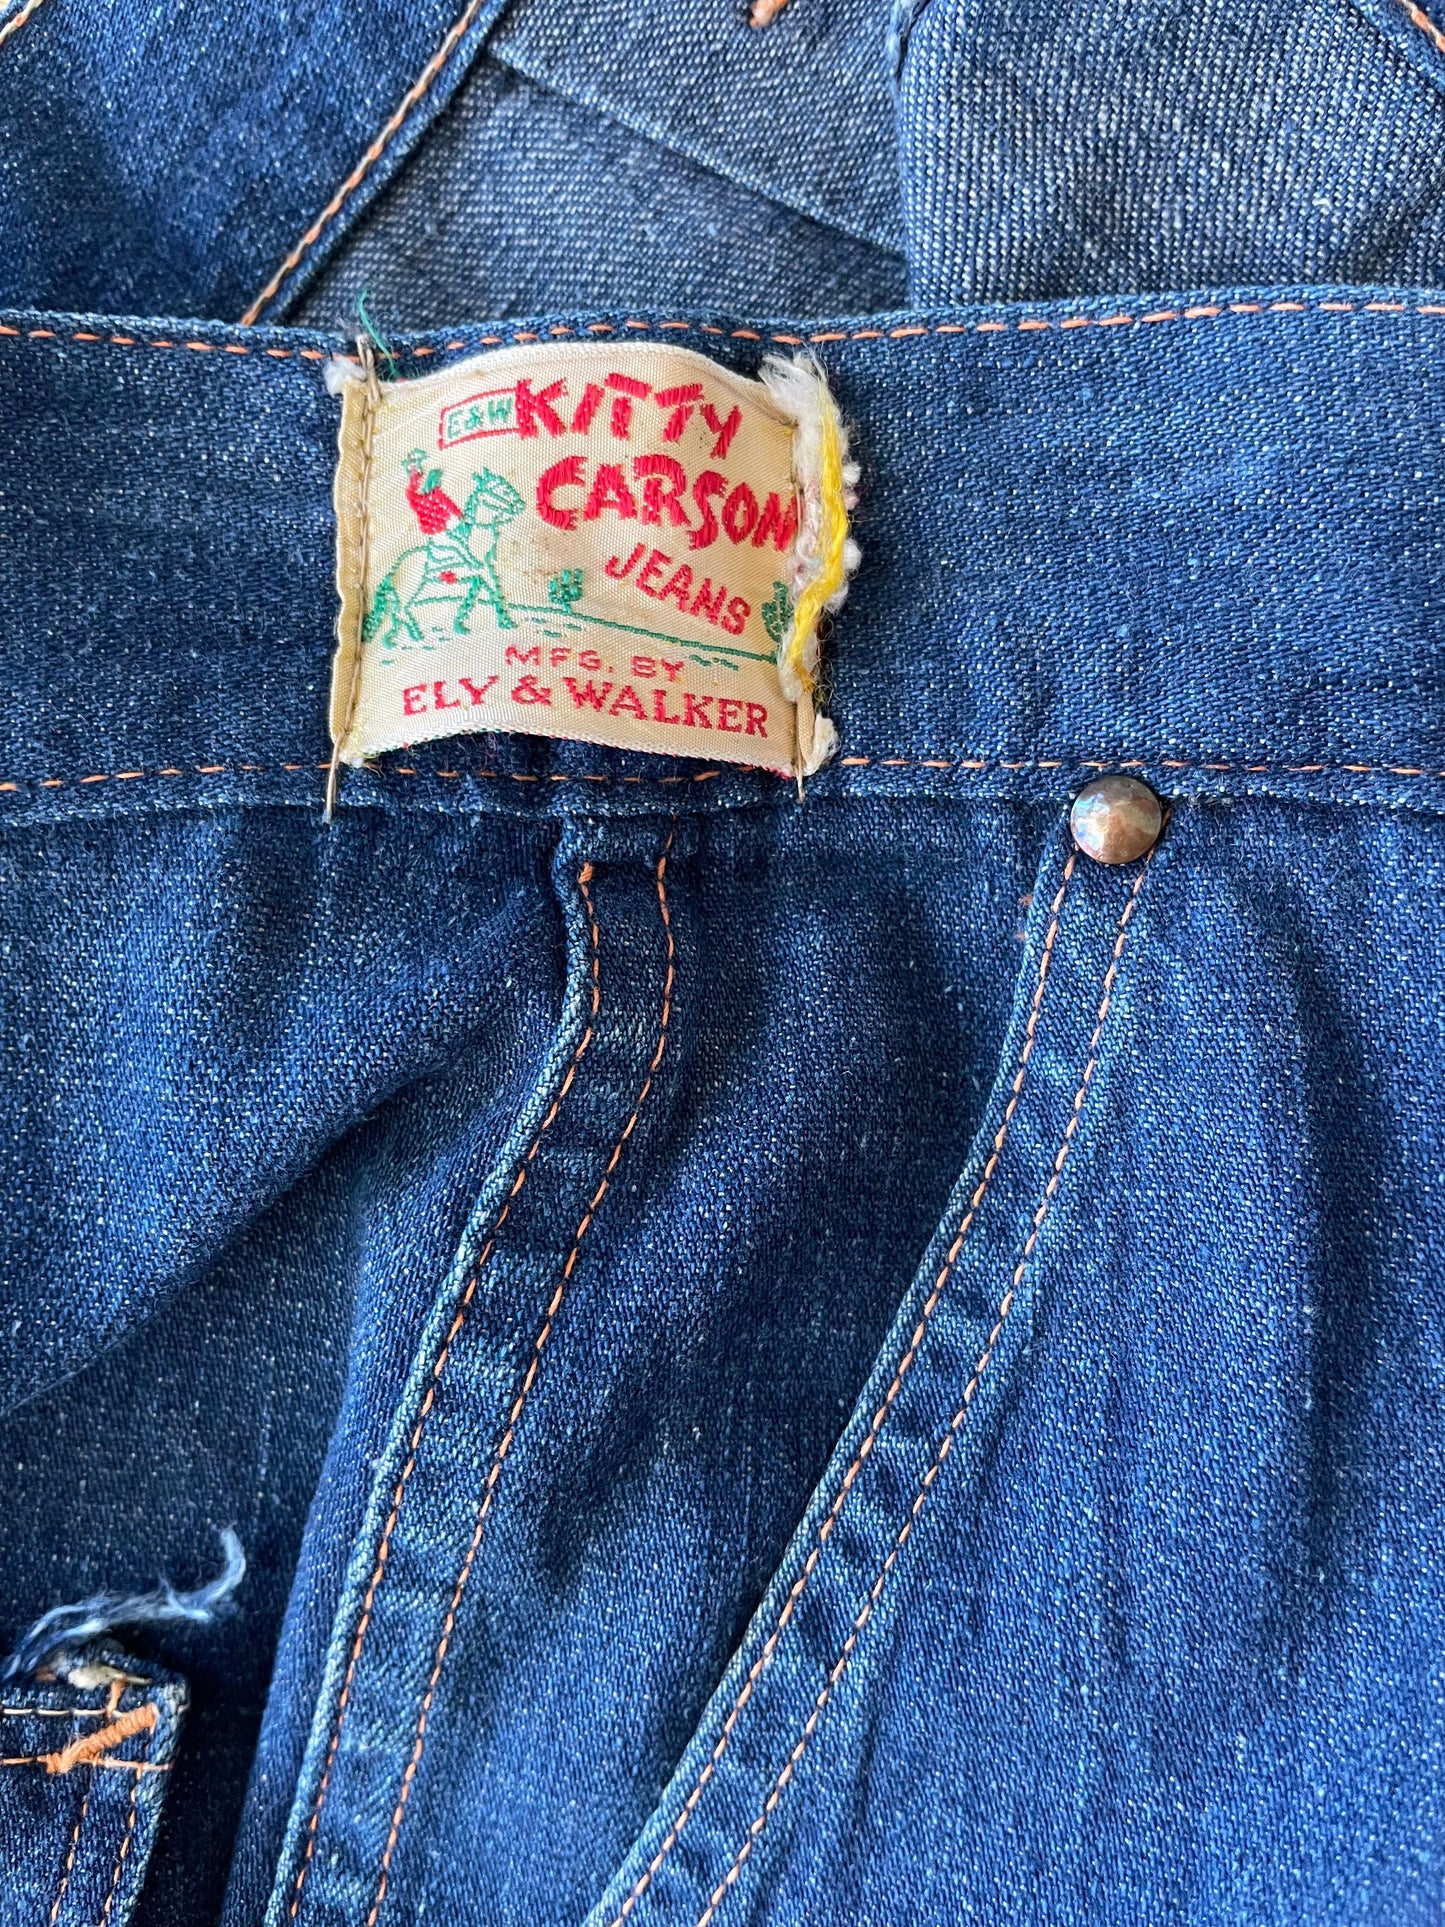 E&W KITTY
CARSON
JEANS
MFG. BY
ELY & WALKER